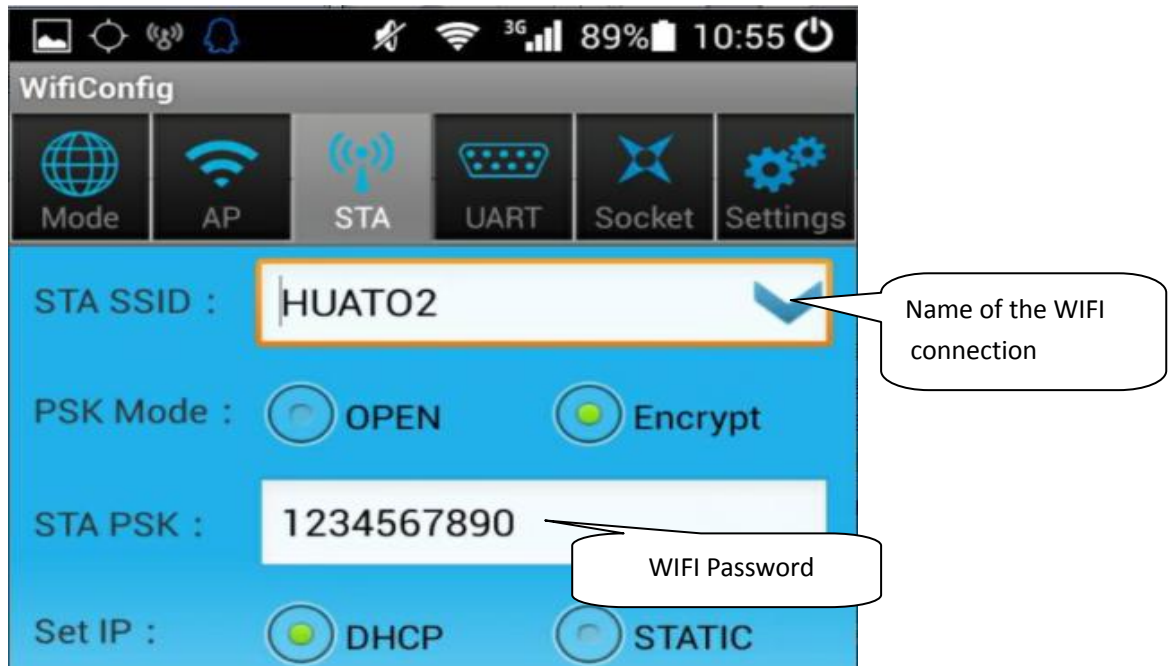 3G 89% 10:55
WifiConfig
Mode AP STA UART Socket Settings
STA SSID : HUATO2
Name of the WIFI
connection
PSK Mode : OPEN Encrypt
STA PSK : 1234567890
WIFI Password
Set IP : DHCP STATIC